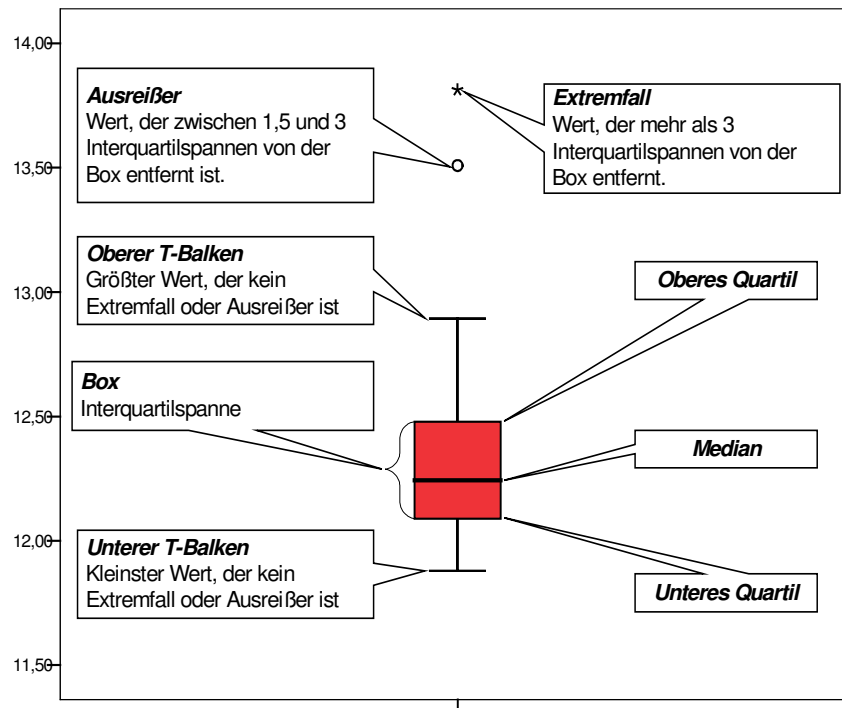 14,00
13,50
13,00
12,50
12,00
11,50
Ausreißer
Wert, der zwischen 1,5 und 3
Interquartilspannen von der
Box entfernt ist.
Extremfall
Wert, der mehr als 3
Interquartilspannen von der
Box entfernt.
Oberer T-Balken
Größter Wert, der kein
Extremfall oder Ausreißer ist
Oberes Quartil
Box
Interquartilspanne
Median
Unterer T-Balken
Kleinster Wert, der kein
Extremfall oder Ausreißer ist
Unteres Quartil